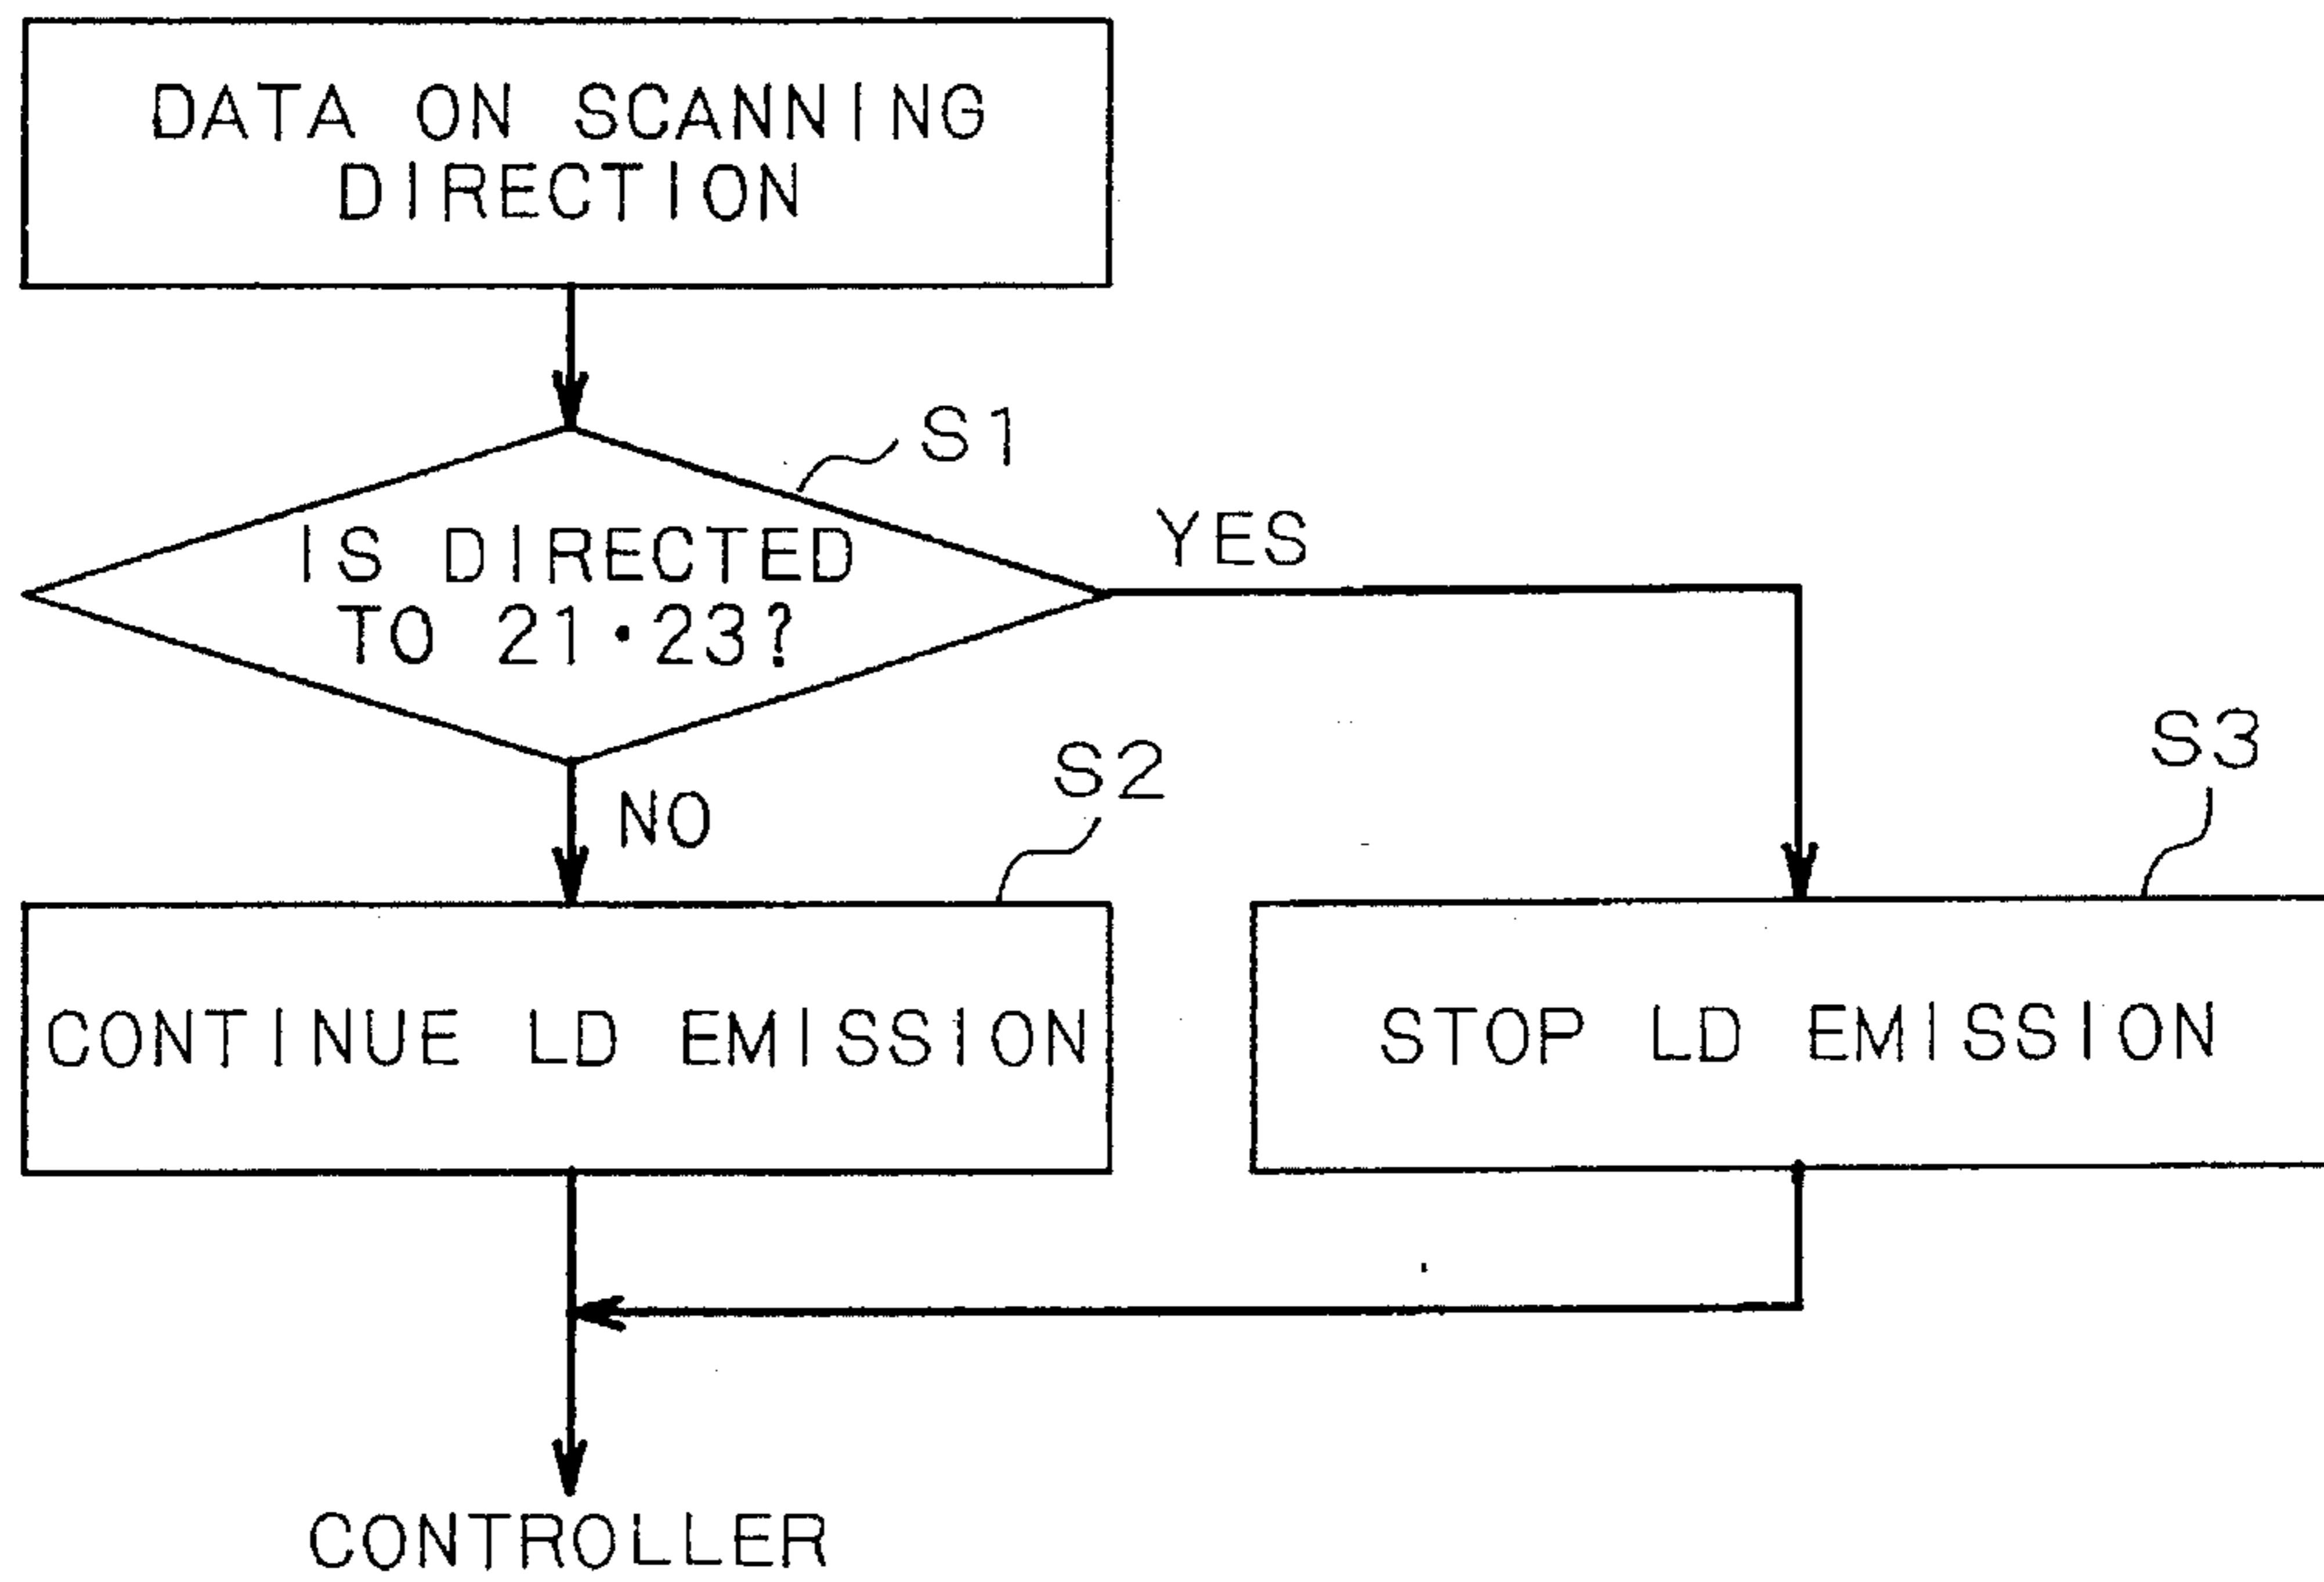 DATA ON SCANNING
DIRECTION
S1
IS DIRECTED
TO 21·23?
YES
NO
S2
S3
CONTINUE LD EMISSION
STOP LD EMISSION
CONTROLLER